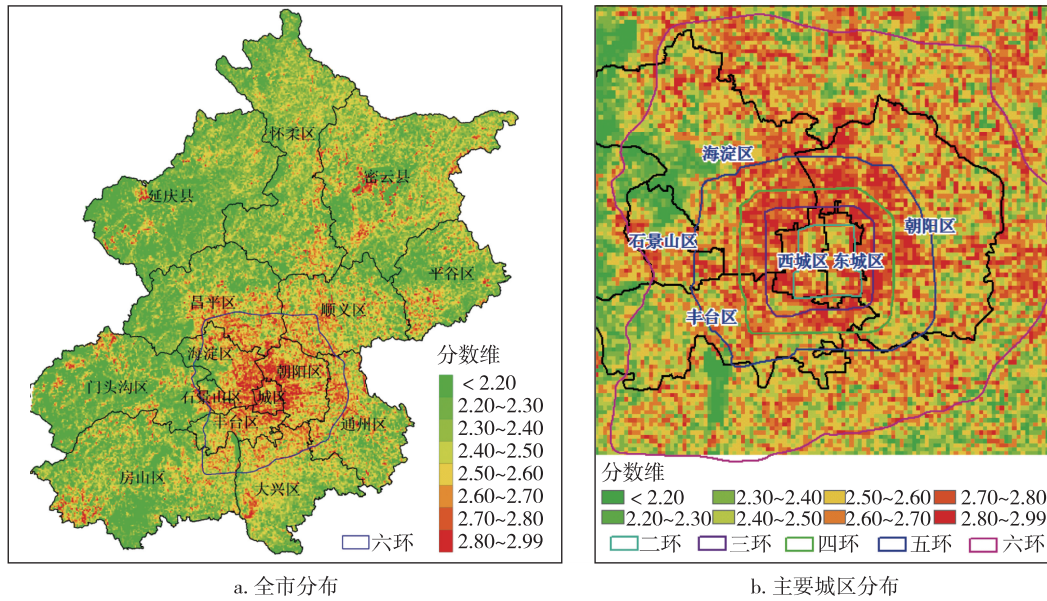 怀柔区
密云县
延庆县
平谷区
昌平区
顺义区
海淀区
朝阳区
门头沟区
石景山区
城区
丰台区
通州区
房山区
大兴区
分数维
< 2.20
2.20~2.30
2.30~2.40
2.40~2.50
2.50~2.60
2.60~2.70
2.70~2.80
2.80~2.99
六环
a. 全市分布
海淀区
朝阳区
石景山区
西城区 东城区
丰台区
分数维
< 2.20 2.30~2.40 2.50~2.60 2.70~2.80
2.20~2.30 2.40~2.50 2.60~2.70 2.80~2.99
二环 三环 四环 五环 六环
b. 主要城区分布